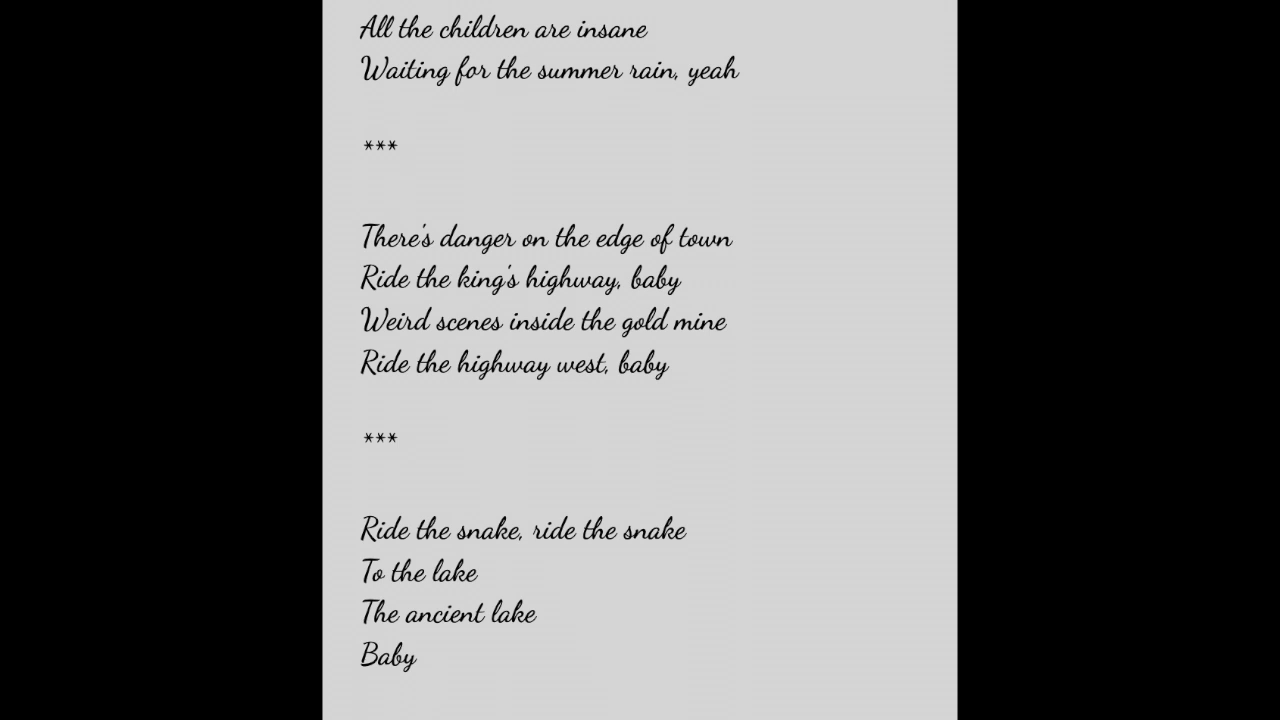 All the children are insane
Waiting for the summer rain, yeah
***
There's danger on the edge of town
Ride the king's highway, baby
Weird scenes inside the gold mine
Ride the highway west, baby
***
Ride the snake, ride the snake
To the lake
The ancient lake
Baby